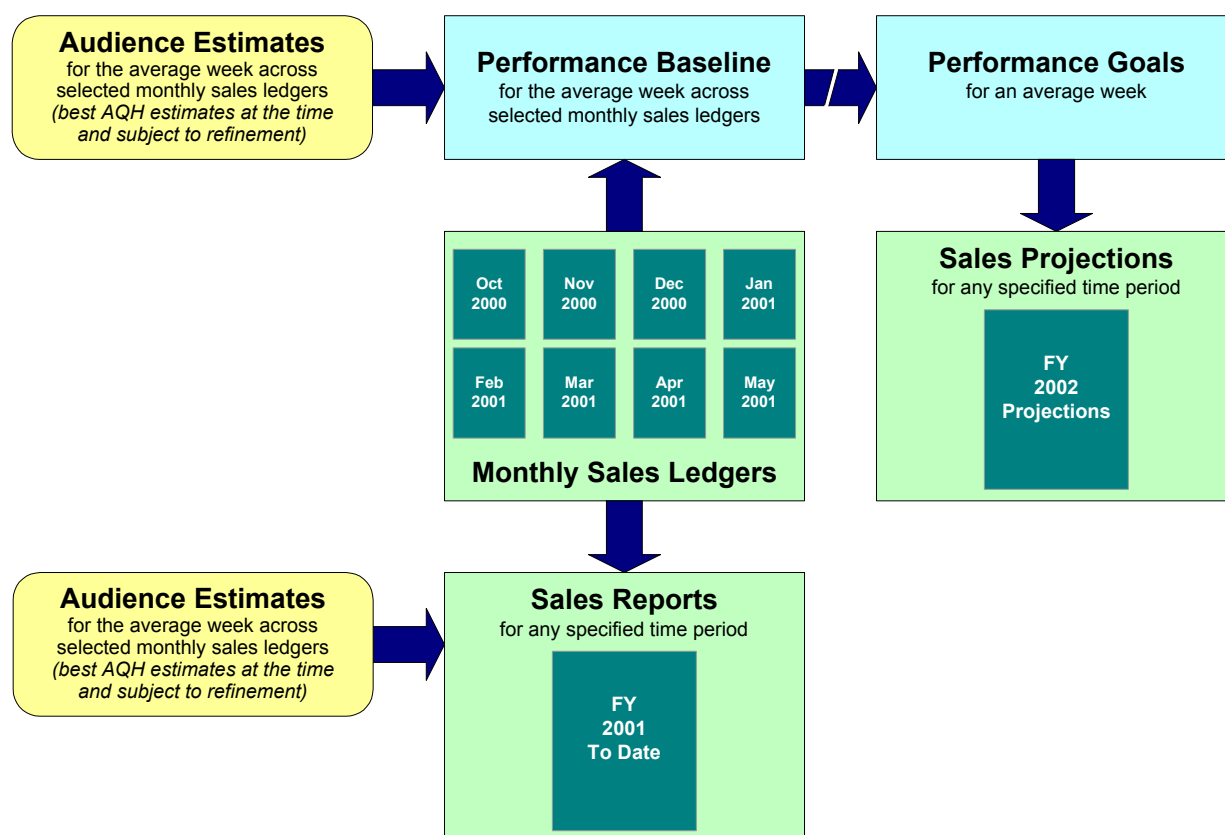 Audience Estimates
for the average week across
selected monthly sales ledgers
(best AQH estimates at the time
and subject to refinement)
Performance Baseline
for the average week across
selected monthly sales ledgers
Performance Goals
for an average week
Oct
2000
Nov
2000
Dec
2000
Jan
2001
Feb
2001
Mar
2001
Apr
2001
May
2001
Monthly Sales Ledgers
Sales Projections
for any specified time period
FY
2002
Projections
Audience Estimates
for the average week across
selected monthly sales ledgers
(best AQH estimates at the time
and subject to refinement)
Sales Reports
for any specified time period
FY
2001
To Date